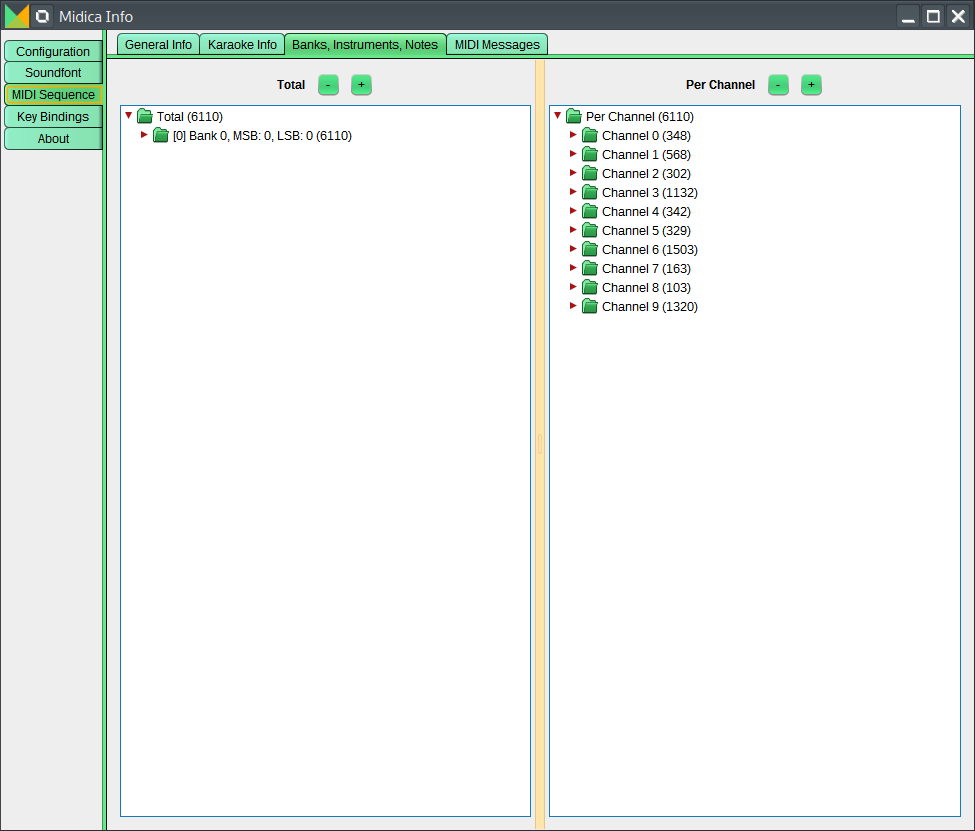 Midica Info
Configuration
Soundfont
MIDI Sequence
Key Bindings
About
General Info
Karaoke Info
Banks, Instruments, Notes
MIDI Messages
Total - +
Total (6110)
[0] Bank 0, MSB: 0, LSB: 0 (6110)
Per Channel - +
Per Channel (6110)
Channel 0 (348)
Channel 1 (568)
Channel 2 (302)
Channel 3 (1132)
Channel 4 (342)
Channel 5 (329)
Channel 6 (1503)
Channel 7 (163)
Channel 8 (103)
Channel 9 (1320)